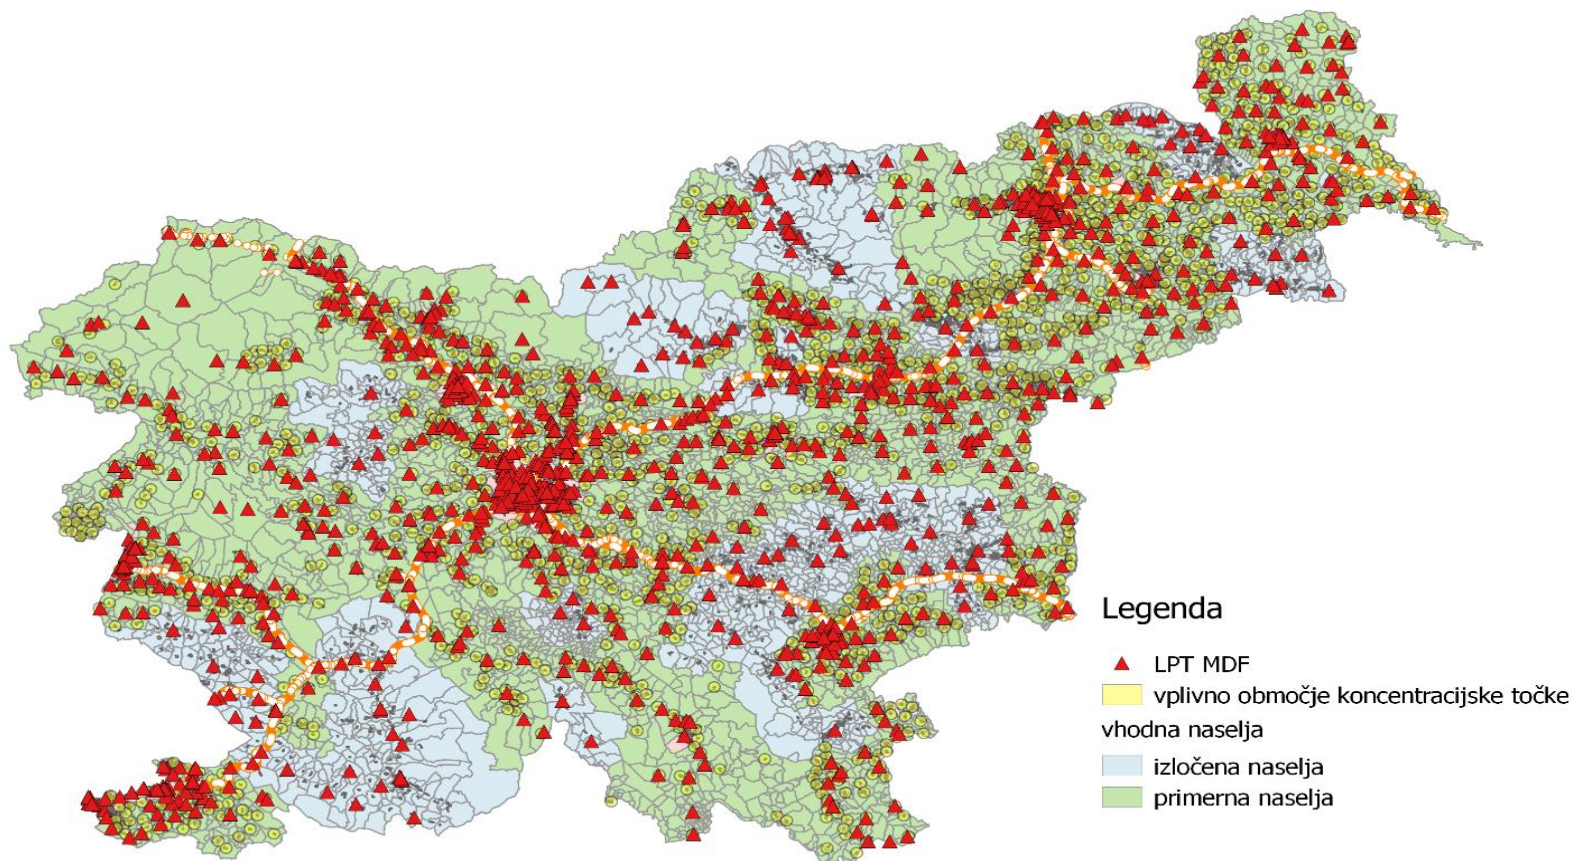 Legenda
LPT MDF
vplivno območje koncentracijske točke
vhodna naselja
izločena naselja
primerna naselja